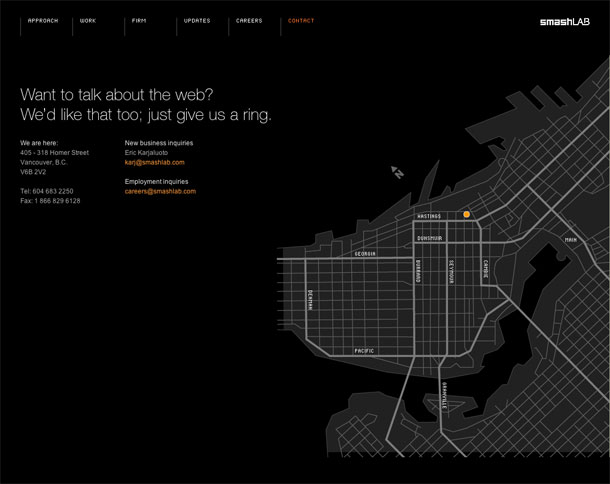 APPROACH
WORK
FIRM
UPDATES
CAREERS
CONTACT
smashLAB
Want to talk about the web?
We'd like that too; just give us a ring.
We are here:
405 - 318 Homer Street
Vancouver, B.C.
V6B 2V2
Tel: 604 683 2250
Fax: 1 866 829 6128
New business inquiries
Eric Karjaluoto
karj@smashlab.com
Employment inquiries
careers@smashlab.com
N
HASTINGS
DUNSMUIR
MAIN
GEORGIA
BURRARD
SEYMOUR
CAMBIE
DENMAN
PACIFIC
GRANVILLE